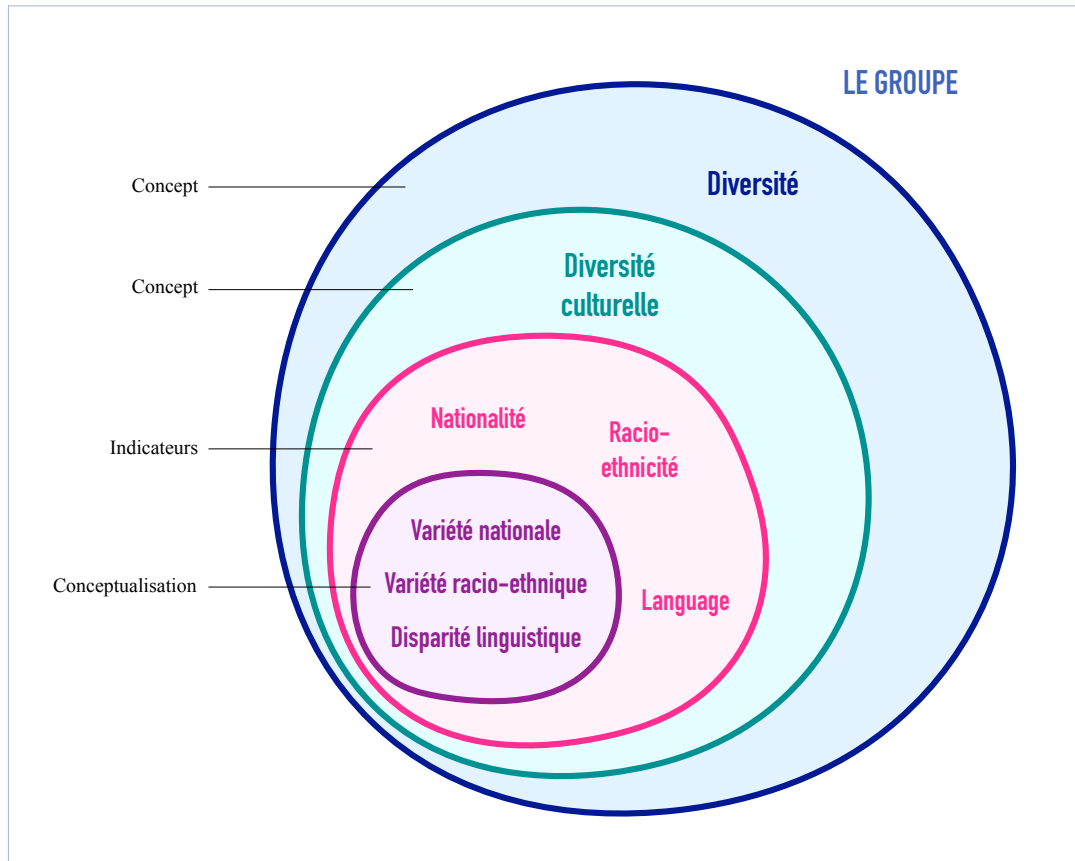 LE GROUPE
Concept
Diversité
Concept
Diversité
culturelle
Indicateurs
Nationalité
Racio-
ethnicité
Conceptualisation
Variété nationale
Variété racio-ethnique
Disparité linguistique
Language